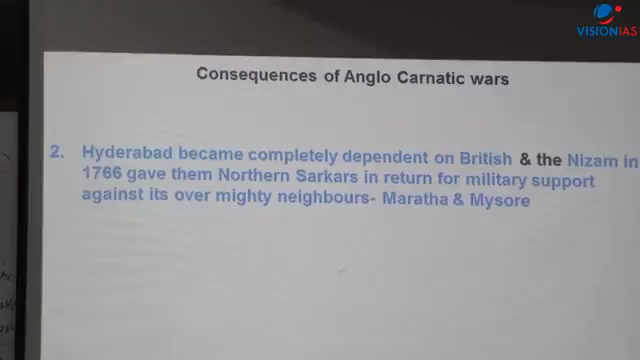 VISIONIAS
Consequences of Anglo Carnatic wars
2. Hyderabad became completely dependent on British & the Nizam in
1766 gave them Northern Sarkars in return for military support
against its over mighty neighbours- Maratha & Mysore